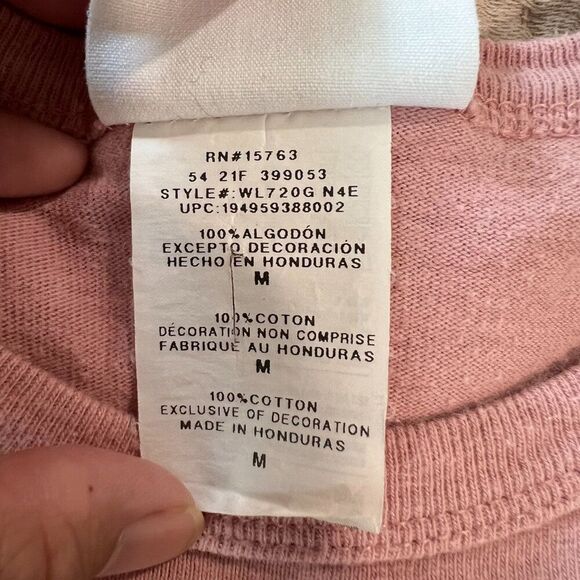 RN#15763
54 21F 399053
STYLE#:WL720G N4E
UPC:194959388002
100%ALGODÓN
EXCEPTO DECORACIÓN
HECHO EN HONDURAS
M
100%COTON
DÉCORATION NON COMPRISE
FABRIQUÉ AU HONDURAS
M
100%COTTON
EXCLUSIVE OF DECORATION
MADE IN HONDURAS
M